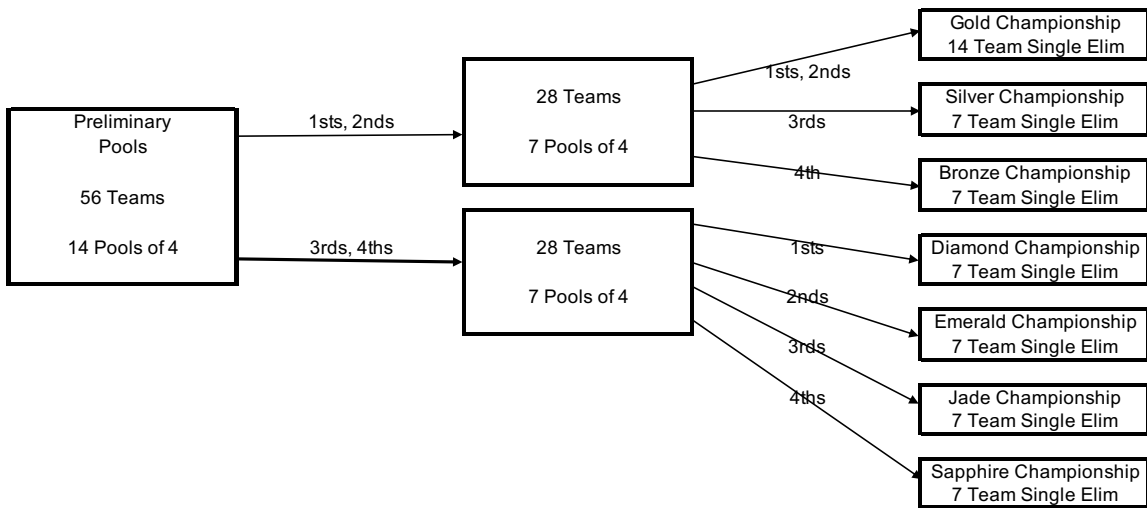 Preliminary
Pools
56 Teams
14 Pools of 4
1sts, 2nds
3rds, 4ths
28 Teams
7 Pools of 4
28 Teams
7 Pools of 4
1sts, 2nds
3rds
4th
1sts
2nds
3rds
4ths
Gold Championship
14 Team Single Elim
Silver Championship
7 Team Single Elim
Bronze Championship
7 Team Single Elim
Diamond Championship
7 Team Single Elim
Emerald Championship
7 Team Single Elim
Jade Championship
7 Team Single Elim
Sapphire Championship
7 Team Single Elim